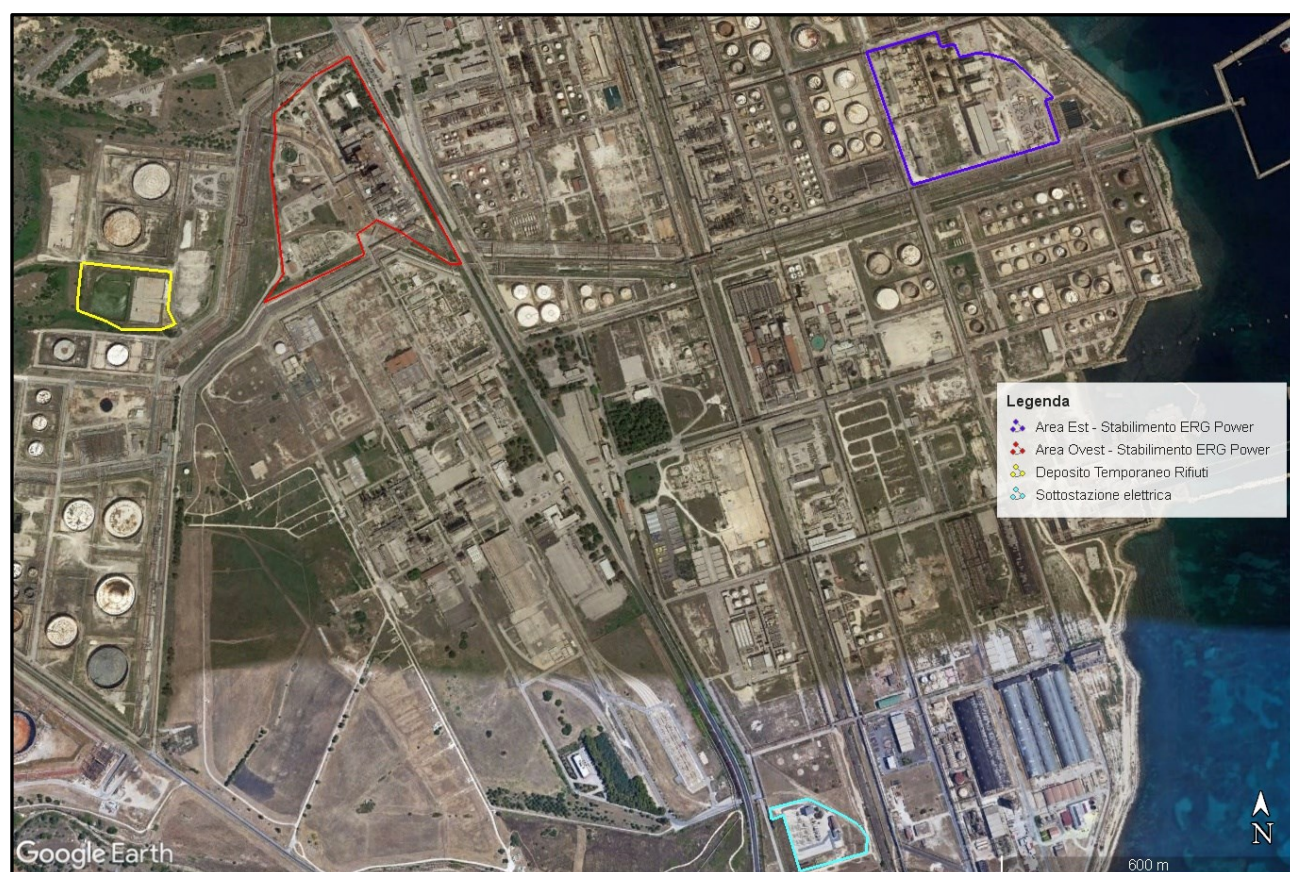 Legenda
Area Est - Stabilimento ERG Power
Area Ovest - Stabilimento ERG Power
Deposito Temporaneo Rifiuti
Sottostazione elettrica
N
Google Earth
600 m